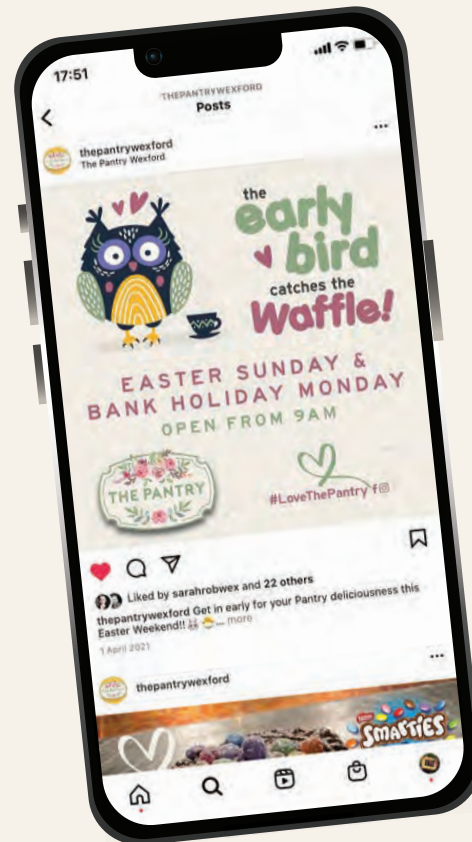 17:51
THEPANTRYWEXFORD
Posts
thepantrywexford
The Pantry Wexford
the
early
bird
catches the
Waffle!
EASTER SUNDAY &
BANK HOLIDAY MONDAY
OPEN FROM 9AM
THE PANTRY
#LoveThePantry
Liked by sarahrobwex and 22 others
thepantrywexford Get in early for your Pantry deliciousness this
Easter Weekend!! 🐰 🐣... more
1 April 2021
thepantrywexford
Nestle
SMARTIES